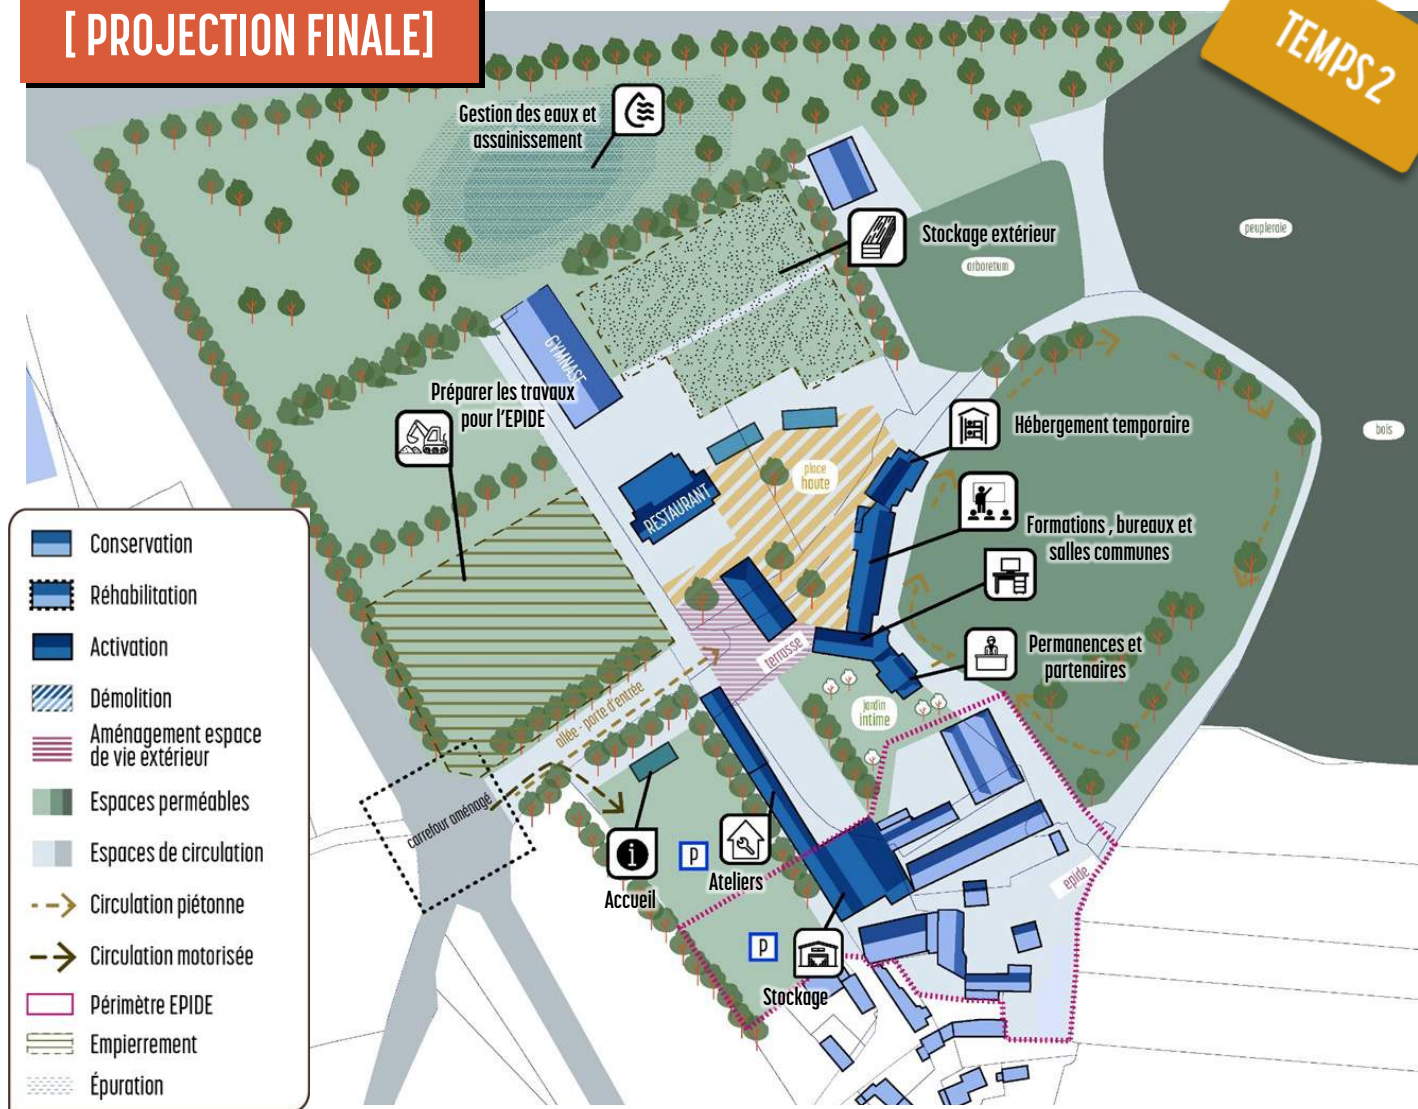 [ PROJECTION FINALE]
TEMPS 2
Gestion des eaux et
assainissement
Stockage extérieur
peupleraie
arboretum
GYMNASE
Préparer les travaux
pour l'EPIDE
Hébergement temporaire
bois
place
haute
RESTAURANT
Formations , bureaux et
salles communes
Permanences et
partenaires
terrasse
jardin
intime
allée - porte d'entrée
carrefour aménagé
P
Accueil
Ateliers
epide
P
Stockage
Conservation
Réhabilitation
Activation
Démolition
Aménagement espace
de vie extérieur
Espaces perméables
Espaces de circulation
Circulation piétonne
Circulation motorisée
Périmètre EPIDE
Empierrement
Épuration